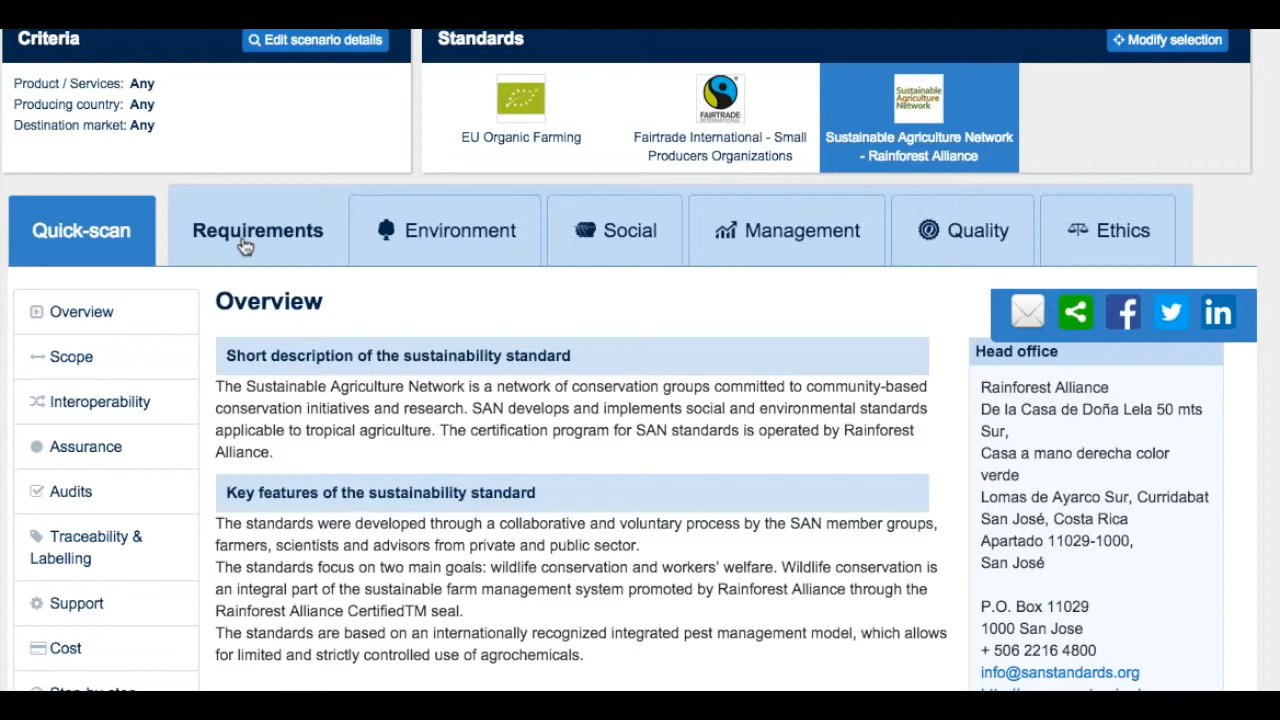 Criteria
Edit scenario details
Standards
Modify selection
Product / Services: Any
Producing country: Any
Destination market: Any
EU Organic Farming
FAIRTRADE
INTERNATIONAL
Fairtrade International - Small
Producers Organizations
Sustainable
Agriculture
Network
Sustainable Agriculture Network
- Rainforest Alliance
Quick-scan
Requirements
Environment
Social
Management
Quality
Ethics
Overview
Scope
Interoperability
Assurance
Audits
Traceability &
Labelling
Support
Cost
Overview
Short description of the sustainability standard
The Sustainable Agriculture Network is a network of conservation groups committed to community-based
conservation initiatives and research. SAN develops and implements social and environmental standards
applicable to tropical agriculture. The certification program for SAN standards is operated by Rainforest
Alliance.
Key features of the sustainability standard
The standards were developed through a collaborative and voluntary process by the SAN member groups,
farmers, scientists and advisors from private and public sector.
The standards focus on two main goals: wildlife conservation and workers' welfare. Wildlife conservation is
an integral part of the sustainable farm management system promoted by Rainforest Alliance through the
Rainforest Alliance CertifiedTM seal.
The standards are based on an internationally recognized integrated pest management model, which allows
for limited and strictly controlled use of agrochemicals.
Head office
Rainforest Alliance
De la Casa de Doña Lela 50 mts
Sur,
Casa a mano derecha color
verde
Lomas de Ayarco Sur, Curridabat
San José, Costa Rica
Apartado 11029-1000,
San José
P.O. Box 11029
1000 San Jose
+ 506 2216 4800
info@sanstandards.org